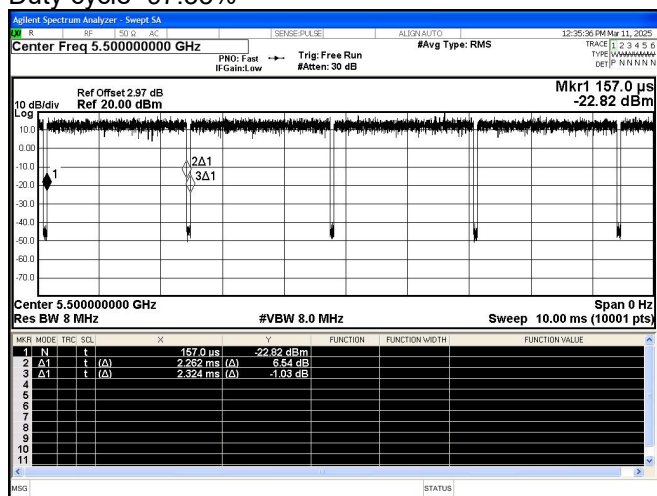 Agilent Spectrum Analyzer - Swept SA
R RF 50 Ω AC SENSE:PULSE ALIGN AUTO 12:35:36 PM Mar 11, 2025
Center Freq 5.500000000 GHz #Avg Type: RMS TRACE 1 2 3 4 5 6
PNO: Fast Trig: Free Run TYPE
IFGain:Low #Atten: 30 dB DET P N N N N N
Mkr1 157.0 µs
Ref Offset 2.97 dB
10 dB/div Ref 20.00 dBm -22.82 dBm
Log
10.0
0.00
2Δ1
-10.0
1 3Δ1
-20.0
-30.0
-40.0
-50.0
-60.0
-70.0
Center 5.500000000 GHz Span 0 Hz
Res BW 8 MHz #VBW 8.0 MHz Sweep 10.00 ms (10001 pts)
MKR MODE TRC SCL X Y FUNCTION FUNCTION WIDTH FUNCTION VALUE
1 N t 157.0 µs -22.82 dBm
2 Δ1 t (Δ) 2.262 ms (Δ) 6.54 dB
3 Δ1 t (Δ) 2.324 ms (Δ) -1.03 dB
4
5
6
7
8
9
10
11
MSG STATUS